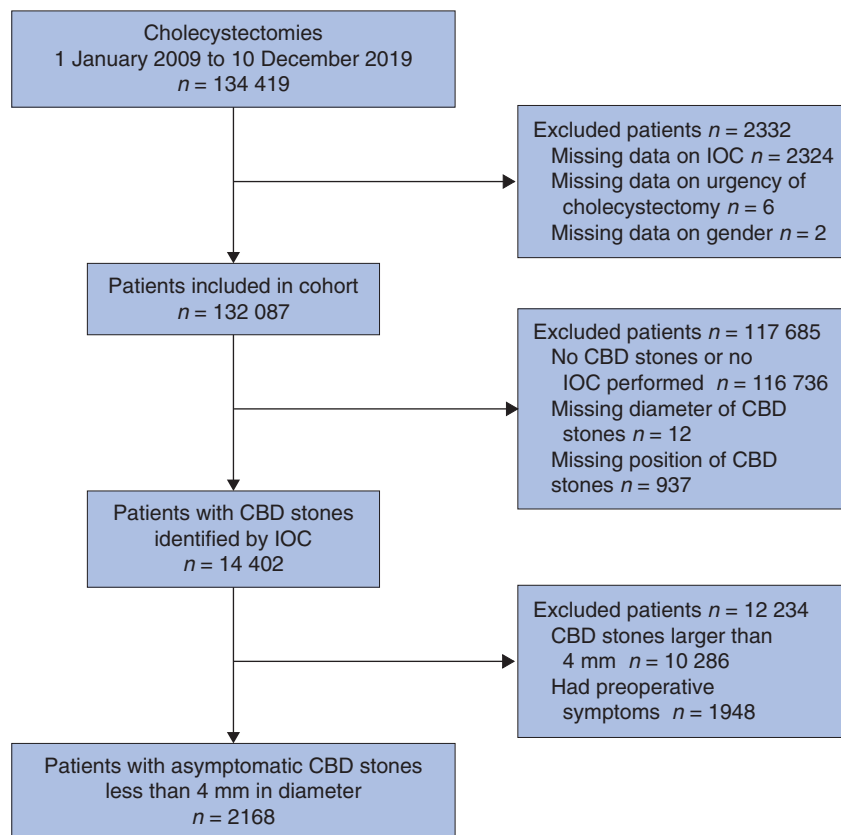 Cholecystectomies
1 January 2009 to 10 December 2019
n = 134 419
Excluded patients n = 2332
Missing data on IOC n = 2324
Missing data on urgency of
cholecystectomy n = 6
Missing data on gender n = 2
Patients included in cohort
n = 132 087
Excluded patients n = 117 685
No CBD stones or no
IOC performed n = 116 736
Missing diameter of CBD
stones n = 12
Missing position of CBD
stones n = 937
Patients with CBD stones
identified by IOC
n = 14 402
Excluded patients n = 12 234
CBD stones larger than
4 mm n = 10 286
Had preoperative
symptoms n = 1948
Patients with asymptomatic CBD stones
less than 4 mm in diameter
n = 2168